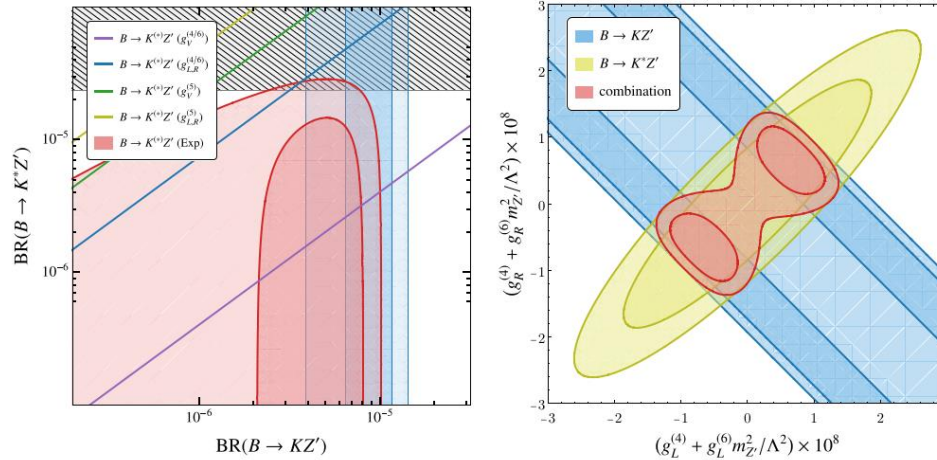 B → K^(*)Z′ (g_V^(4/6))
B → K^(*)Z′ (g_{L,R}^(4/6))
B → K^(*)Z′ (g_V^(5))
B → K^(*)Z′ (g_{L,R}^(5))
B → K^(*)Z′ (Exp)
10^-5
10^-6
BR(B → K*Z′)
10^-6
10^-5
BR(B → KZ′)
B → KZ′
B → K*Z′
combination
3
2
1
0
-1
-2
-3
(g_R^(4) + g_R^(6) m_{Z′}^2/Λ^2) × 10^8
-3
-2
-1
0
1
2
(g_L^(4) + g_L^(6) m_{Z′}^2/Λ^2) × 10^8